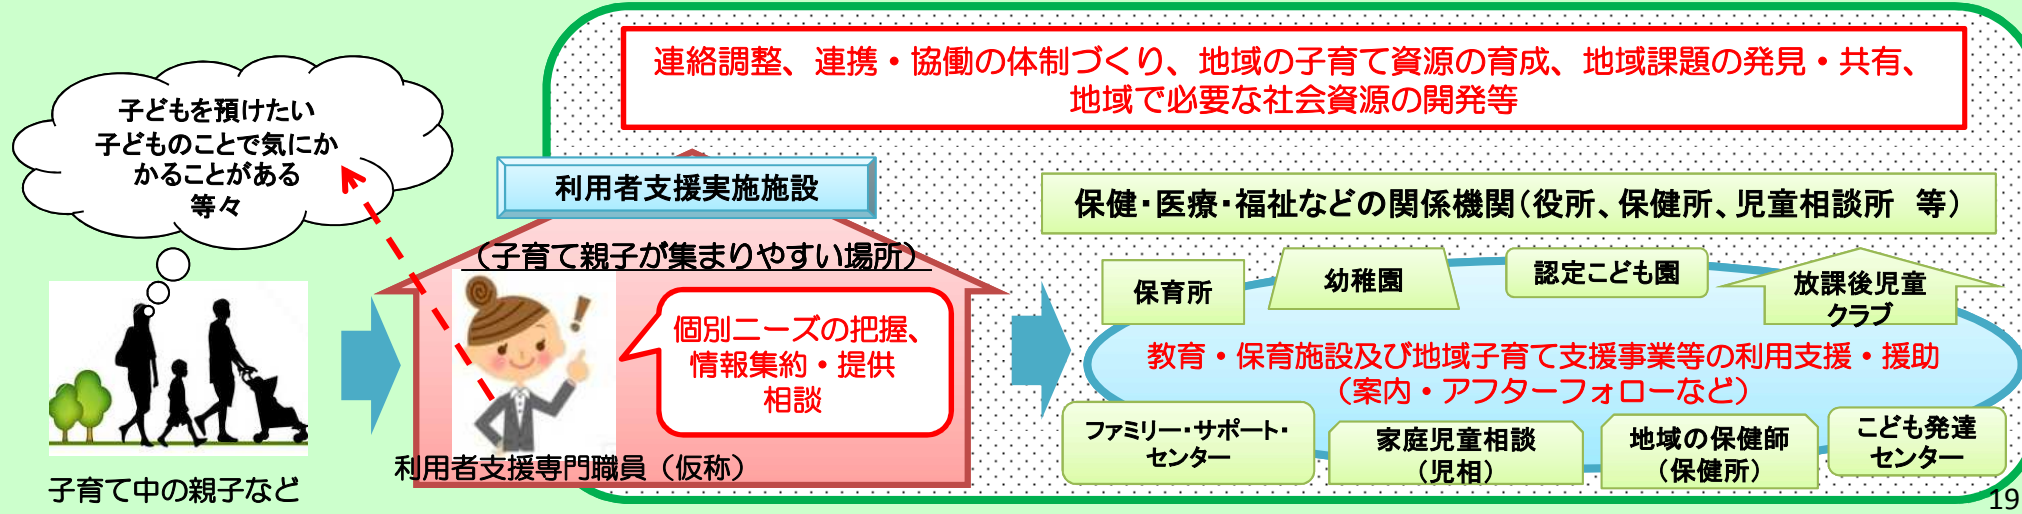 連絡調整、連携・協働の体制づくり、地域の子育て資源の育成、地域課題の発見・共有、
地域で必要な社会資源の開発等
子どもを預けたい
子どものことで気にか
かることがある
等々
子育て中の親子など
利用者支援実施施設
（子育て親子が集まりやすい場所）
個別ニーズの把握、
情報集約・提供
相談
利用者支援専門職員（仮称）
保健・医療・福祉などの関係機関（役所、保健所、児童相談所　等）
保育所
幼稚園
認定こども園
放課後児童
クラブ
教育・保育施設及び地域子育て支援事業等の利用支援・援助
（案内・アフターフォローなど）
ファミリー・サポート・
センター
家庭児童相談
（児相）
地域の保健師
（保健所）
こども発達
センター
19